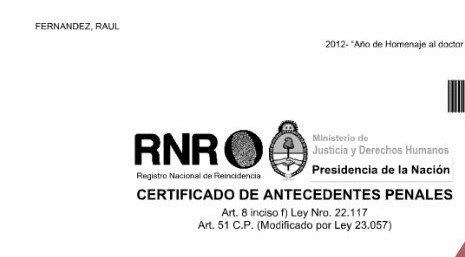 FERNANDEZ, RAUL
2012- "Año de Homenaje al doctor
RNR
Registro Nacional de Reincidencia
Ministerio de
Justicia y Derechos Humanos
Presidencia de la Nación
CERTIFICADO DE ANTECEDENTES PENALES
Art. 8 inciso f) Ley Nro. 22.117
Art. 51 C.P. (Modificado por Ley 23.057)